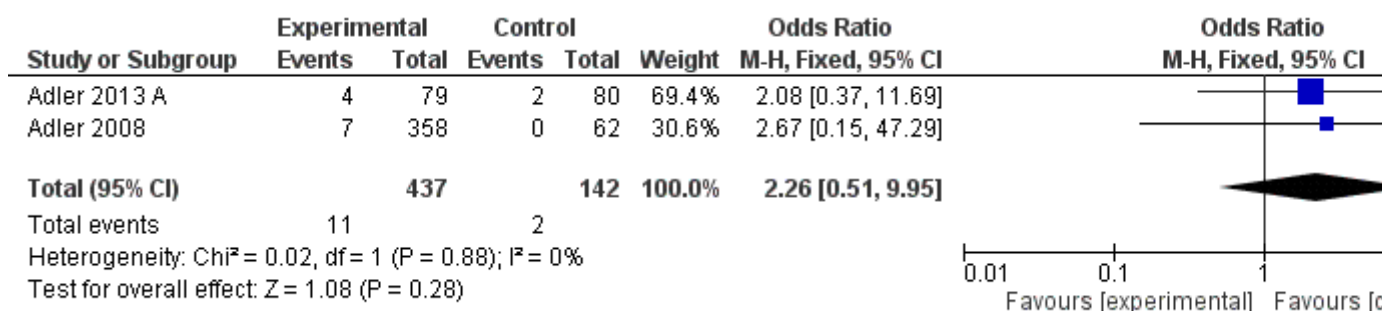 Experimental Control Odds Ratio Odds Ratio
Study or Subgroup Events Total Events Total Weight M-H, Fixed, 95% CI M-H, Fixed, 95% CI
Adler 2013 A 4 79 2 80 69.4% 2.08 [0.37, 11.69]
Adler 2008 7 358 0 62 30.6% 2.67 [0.15, 47.29]
Total (95% CI) 437 142 100.0% 2.26 [0.51, 9.95]
Total events 11 2
Heterogeneity: Chi² = 0.02, df = 1 (P = 0.88); I² = 0%
Test for overall effect: Z = 1.08 (P = 0.28)
0.01 0.1 1
Favours [experimental] Favours [